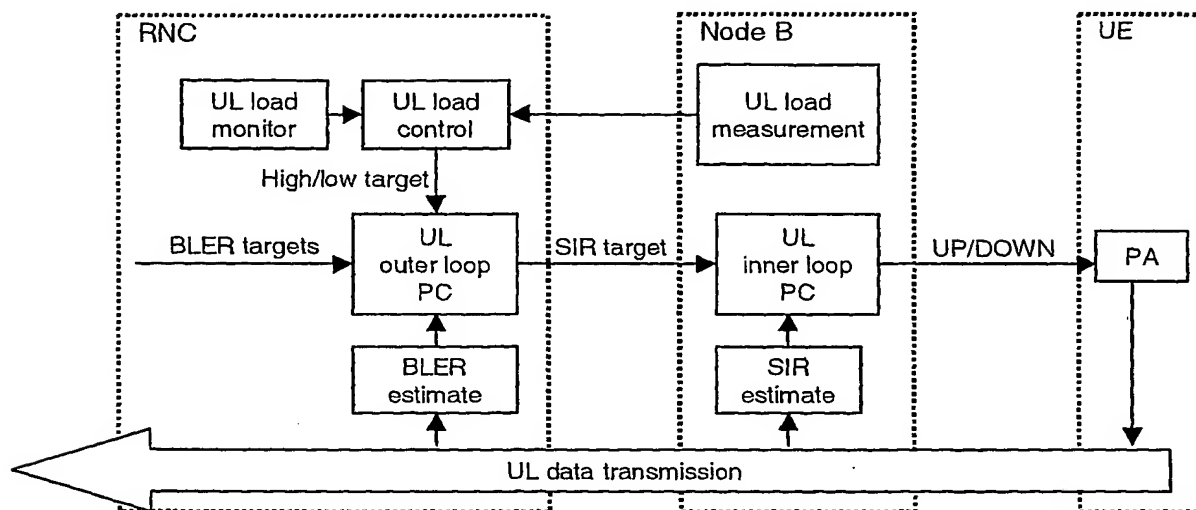 RNC
Node B
UE
UL load
monitor
UL load
control
UL load
measurement
High/low target
BLER targets
UL
outer loop
PC
SIR target
UL
inner loop
PC
UP/DOWN
PA
BLER
estimate
SIR
estimate
UL data transmission